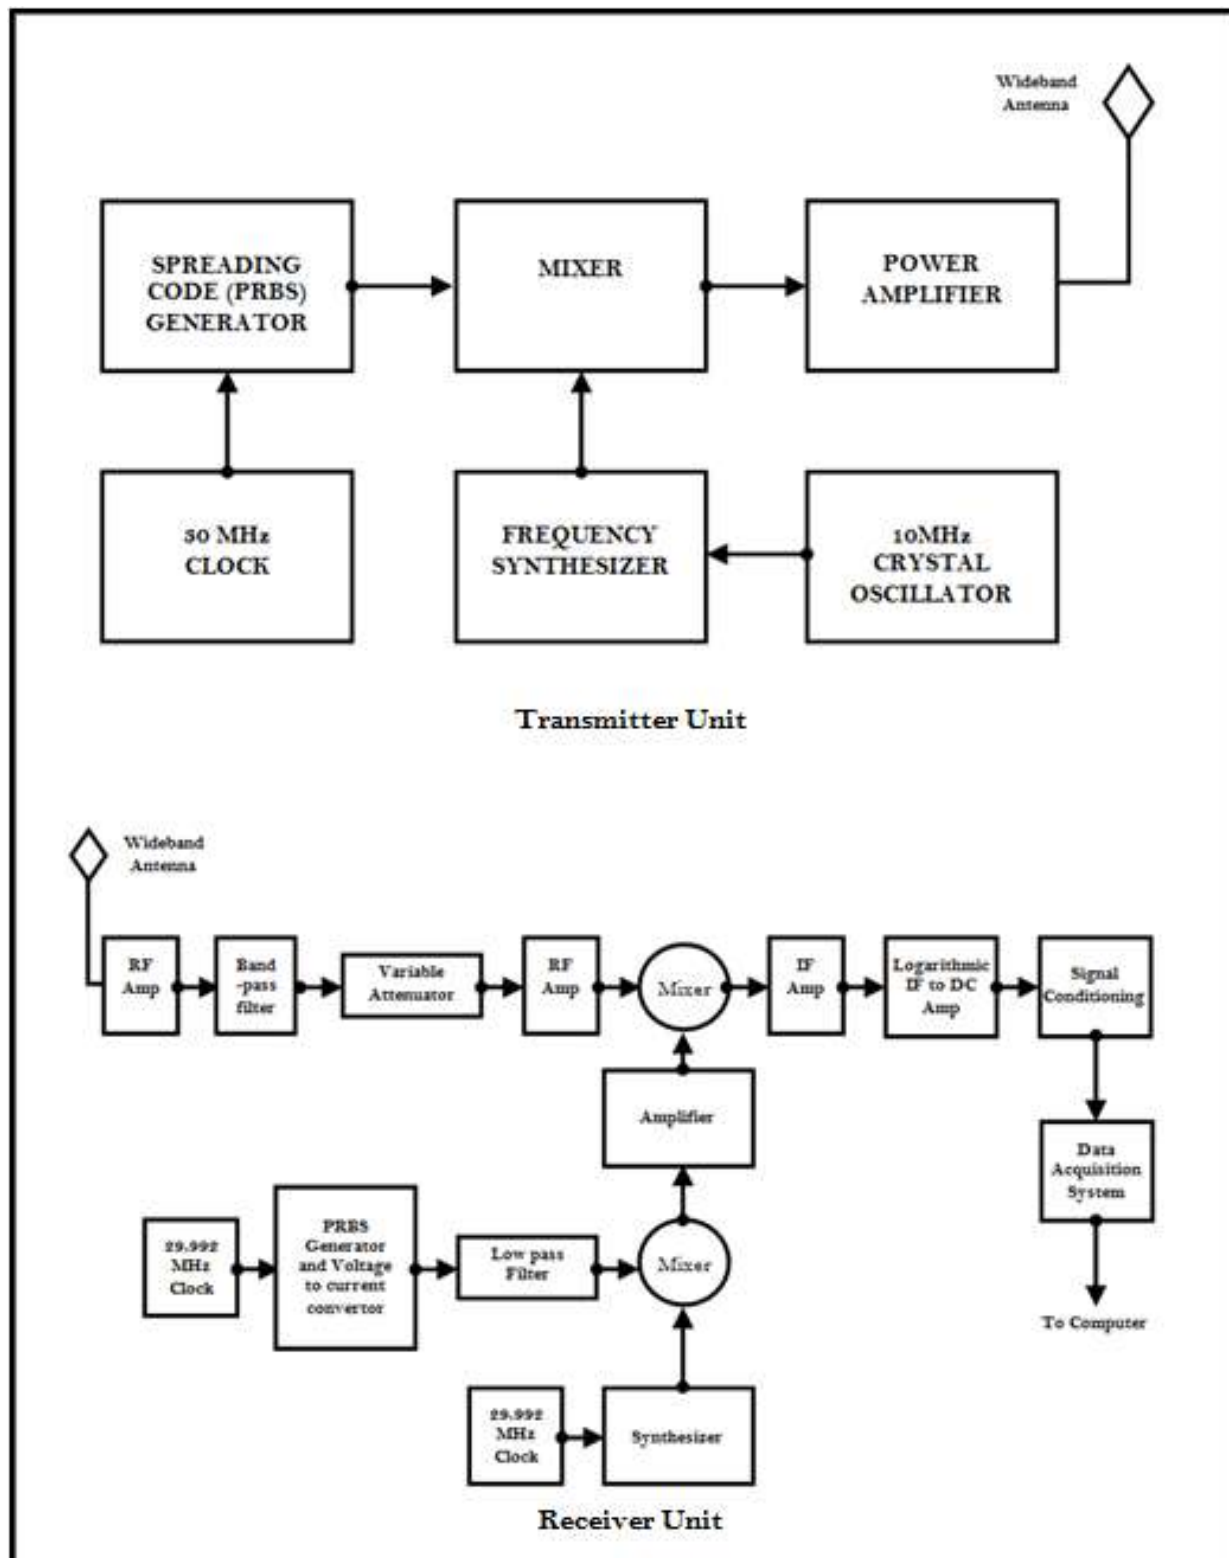 Wideband
Antenna
SPREADING
CODE (PRBS)
GENERATOR
MIXER
POWER
AMPLIFIER
30 MHz
CLOCK
FREQUENCY
SYNTHESIZER
10MHz
CRYSTAL
OSCILLATOR
Transmitter Unit
Wideband
Antenna
RF
Amp
Band
-pass
filter
Variable
Attenuator
RF
Amp
Mixer
IF
Amp
Logarithmic
IF to DC
Amp
Signal
Conditioning
Amplifier
Data
Acquisition
System
29.992
MHz
Clock
PRBS
Generator
and Voltage
to current
convertor
Low pass
Filter
Mixer
To Computer
29.992
MHz
Clock
Synthesizer
Receiver Unit